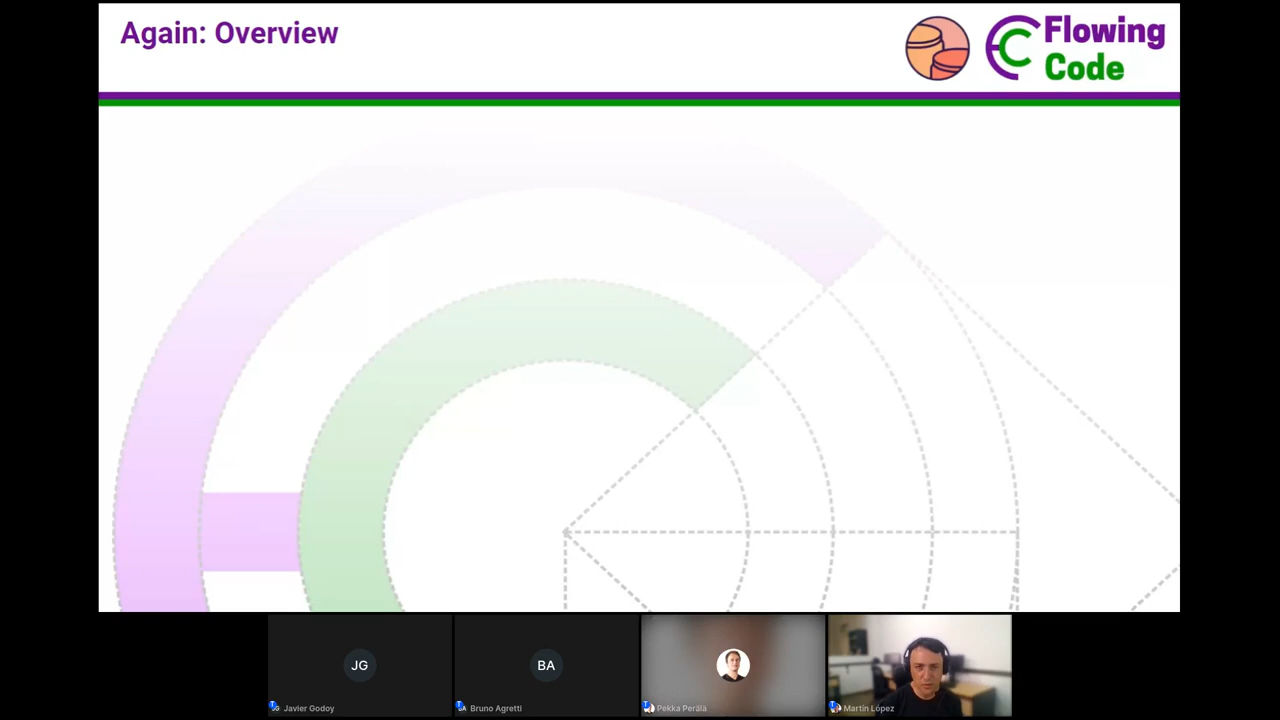 Again: Overview
Flowing
Code
JG
BA
Javier Godoy
Bruno Agretti
Pekka Perälä
Martín López